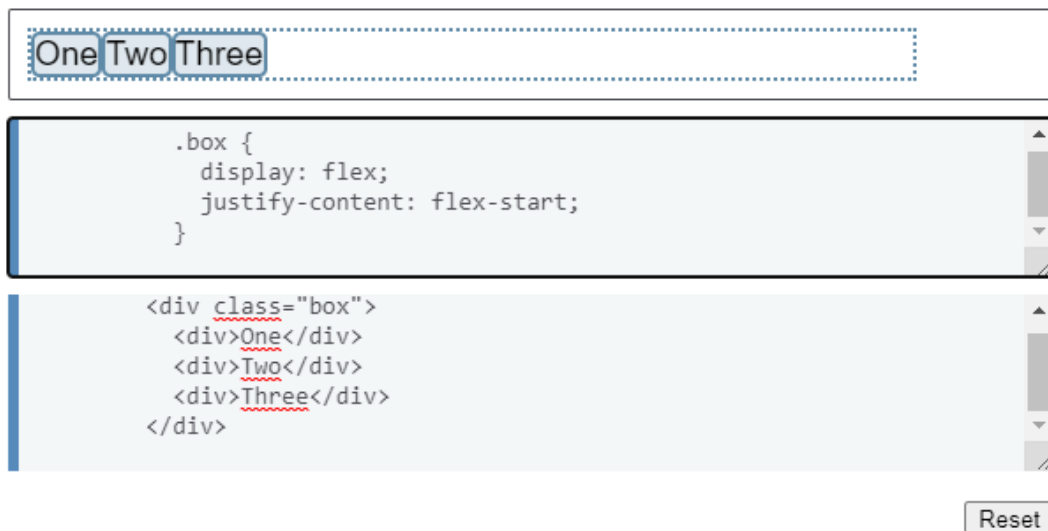 One Two Three
.box {
display: flex;
justify-content: flex-start;
}
<div class="box">
<div>One</div>
<div>Two</div>
<div>Three</div>
</div>
Reset